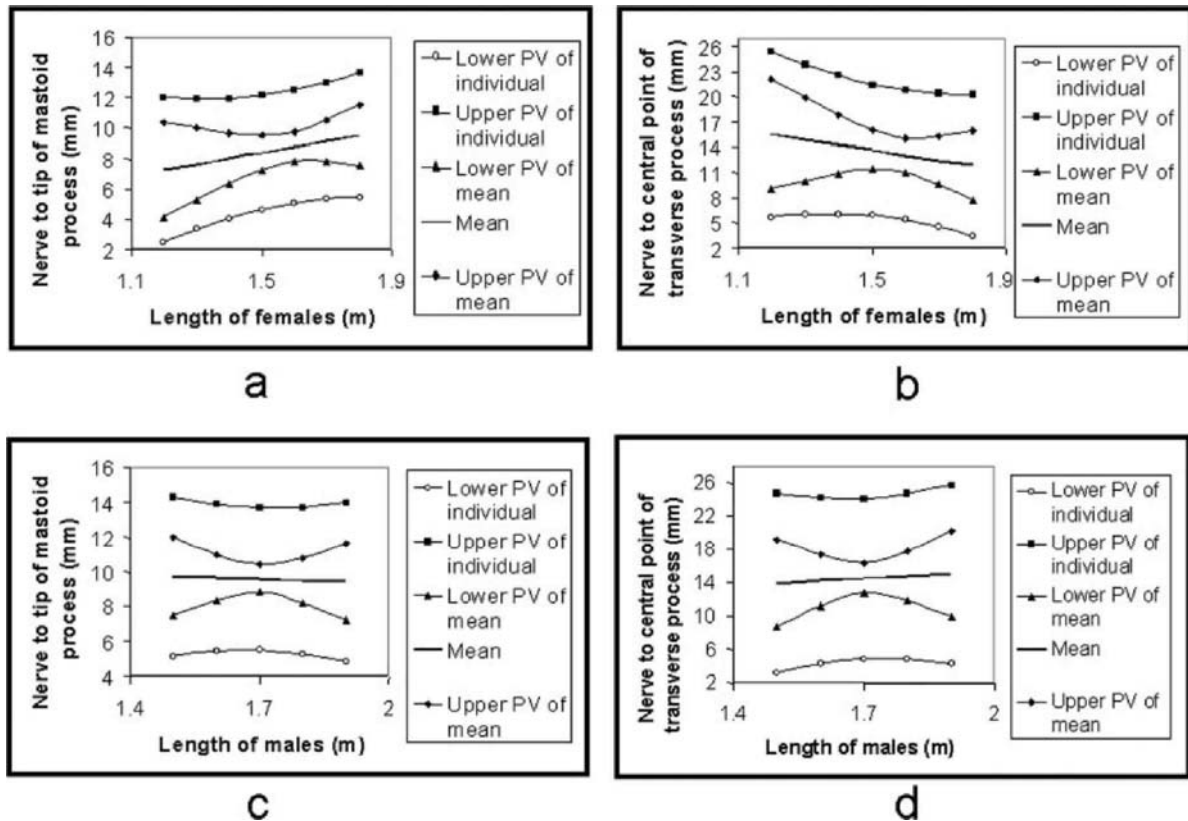 Nerve to tip of mastoid
process (mm)
16
14
12
10
8
6
4
2
1.1
1.5
1.9
Length of females (m)
Lower PV of
individual
Upper PV of
individual
Lower PV of
mean
Mean
Upper PV of
mean
a
Nerve to central point of
transverse process (mm)
26
23
20
17
14
11
8
5
2
1.1
1.5
1.9
Length of females (m)
Lower PV of
individual
Upper PV of
individual
Lower PV of
mean
Mean
Upper PV of
mean
b
Nerve to tip of mastoid
process (mm)
16
14
12
10
8
6
4
1.4
1.7
2
Length of males (m)
Lower PV of
individual
Upper PV of
individual
Lower PV of
mean
Mean
Upper PV of
mean
c
Nerve to central point of
transverse process (mm)
26
22
18
14
10
6
2
1.4
1.7
2
Length of males (m)
Lower PV of
individual
Upper PV of
individual
Lower PV of
mean
Mean
Upper PV of
mean
d